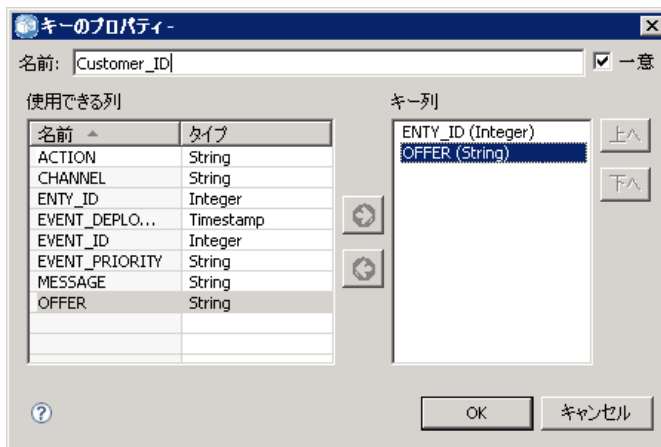 キーのプロパティ -
名前: Customer_ID 一意
使用できる列 キー列
名前 タイプ
ACTION String
CHANNEL String
ENTY_ID Integer
EVENT_DEPLO... Timestamp
EVENT_ID Integer
EVENT_PRIORITY String
MESSAGE String
OFFER String
ENTY_ID (Integer)
OFFER (String)
上へ
下へ
OK キャンセル